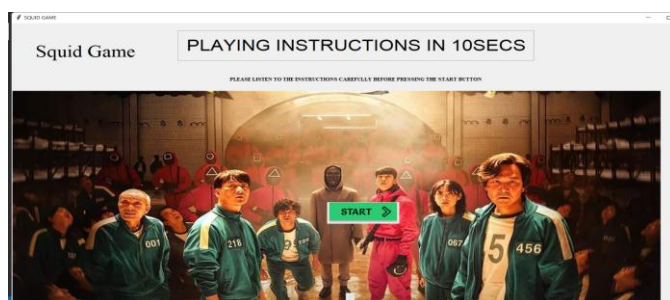 SQUID GAME
Squid Game
PLAYING INSTRUCTIONS IN 10SECS
PLEASE LISTEN TO THE INSTRUCTIONS CAREFULLY BEFORE PRESSING THE START BUTTON
START
001
218
067
456